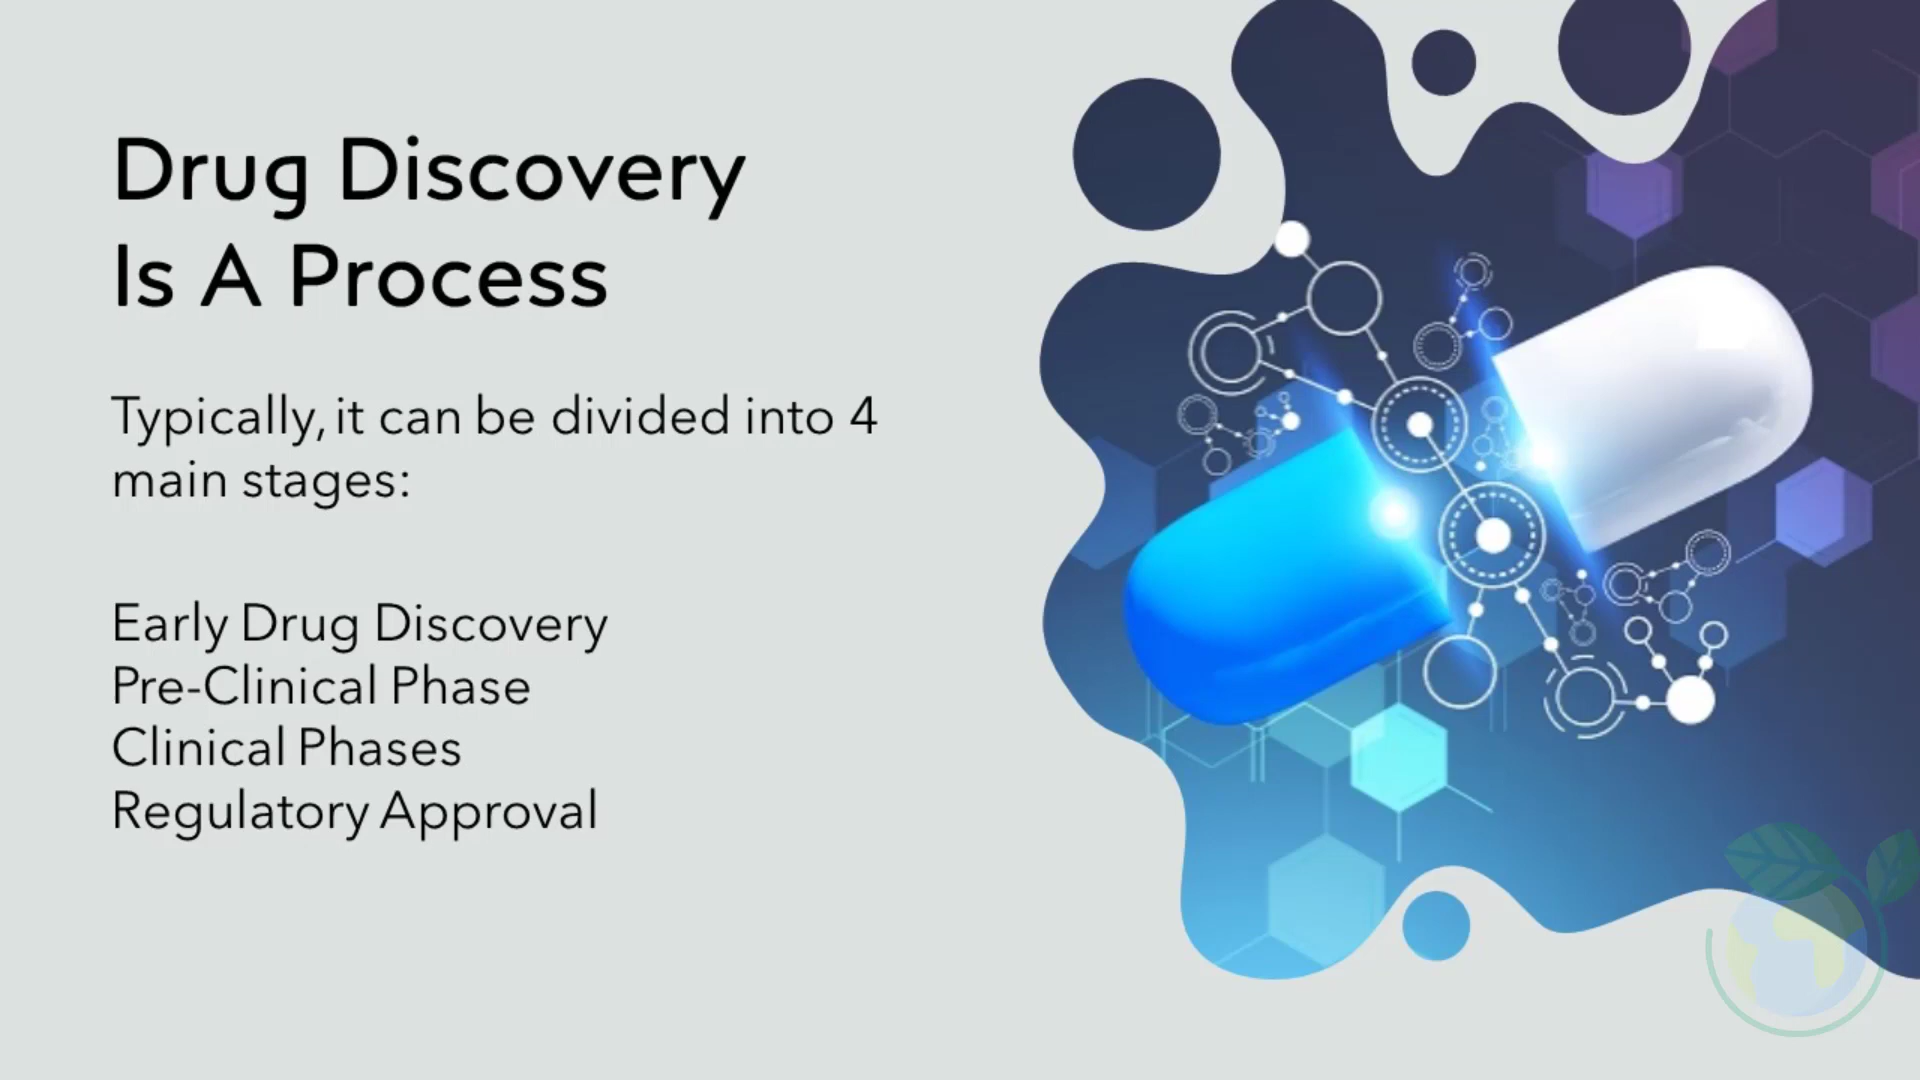 Drug Discovery
Is A Process
Typically, it can be divided into 4
main stages:
Early Drug Discovery
Pre-Clinical Phase
Clinical Phases
Regulatory Approval